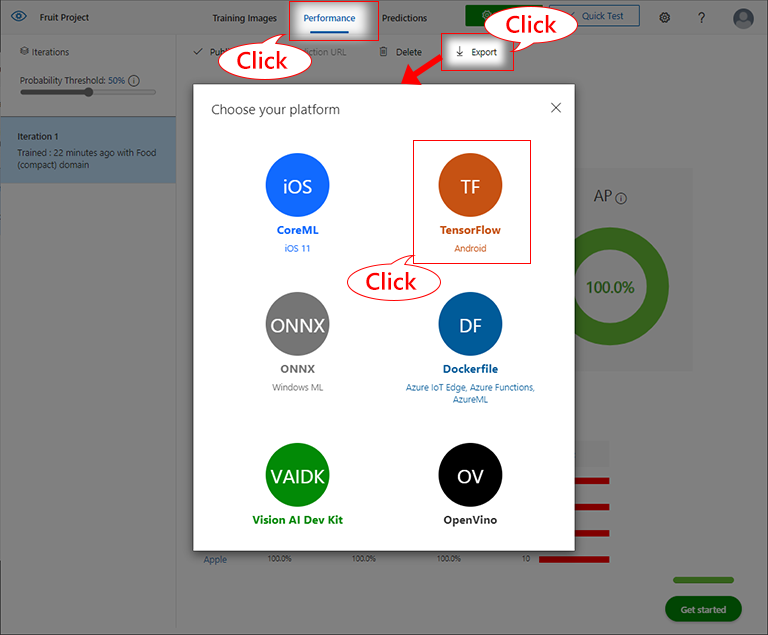 Fruit Project
Training Images
Performance
Predictions
Quick Test
?
Click
Iterations
Delete
Export
Click
Probability Threshold: 50%
Iteration 1
Trained : 22 minutes ago with Food
(compact) domain
Choose your platform
iOS
CoreML
iOS 11
TF
TensorFlow
Android
Click
ONNX
ONNX
Windows ML
DF
Dockerfile
Azure IoT Edge, Azure Functions,
AzureML
VAIDK
Vision AI Dev Kit
OV
OpenVino
AP
100.0%
Apple
100.0%
100.0%
100.0%
10
Get started